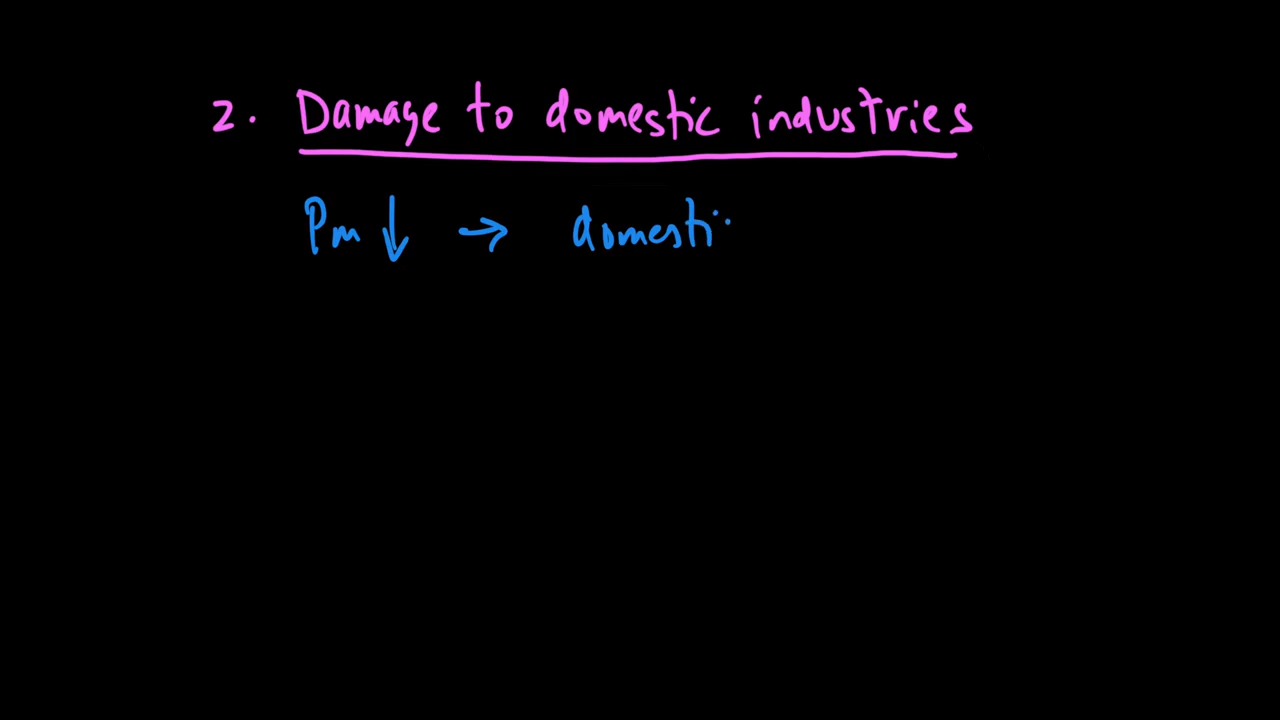 2. Damage to domestic industries
Pm ↓ → domesti